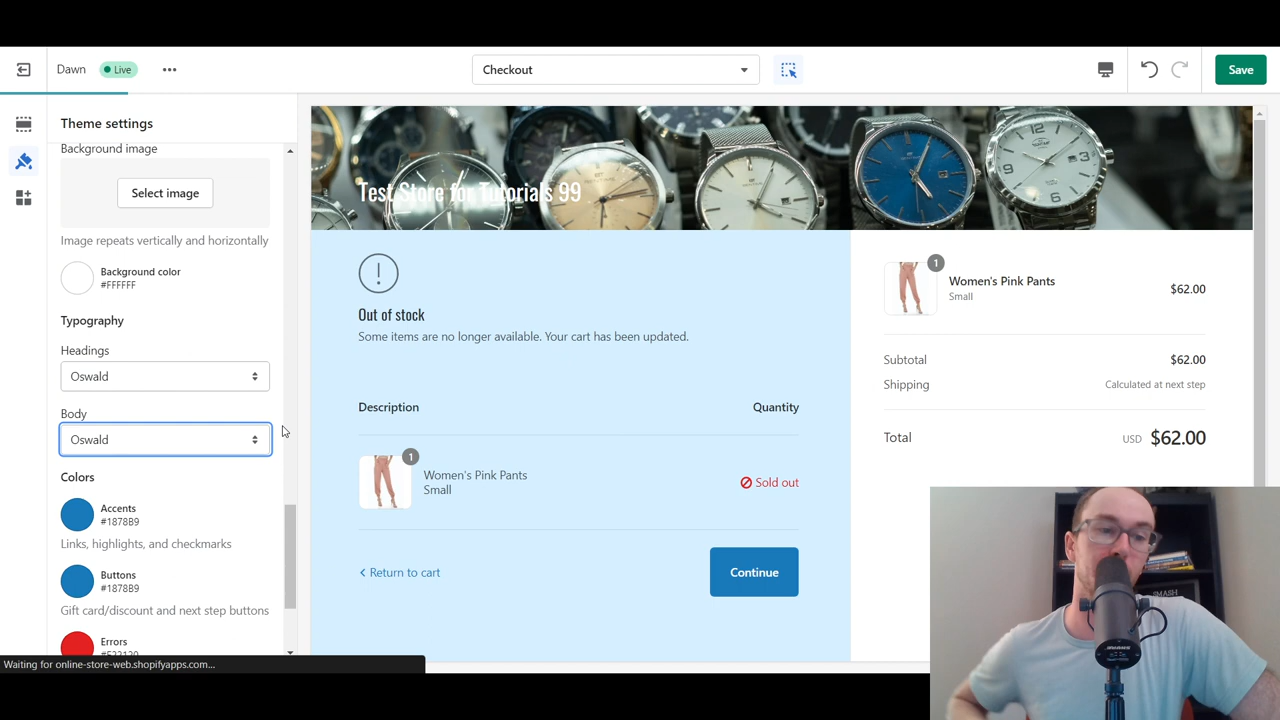 Dawn
Live
Checkout
Save
Theme settings
Background image
Select image
Image repeats vertically and horizontally
Background color
#FFFFFF
Typography
Headings
Oswald
Body
Oswald
Colors
Accents
#1878B9
Links, highlights, and checkmarks
Buttons
#1878B9
Gift card/discount and next step buttons
Errors
Waiting for online-store-web.shopifyapps.com...
Test Store for Tutorials 99
Out of stock
Some items are no longer available. Your cart has been updated.
Description
Quantity
1
Women's Pink Pants
Small
Sold out
Return to cart
Continue
1
Women's Pink Pants
Small
$62.00
Subtotal
$62.00
Shipping
Calculated at next step
Total
USD $62.00
SMASH